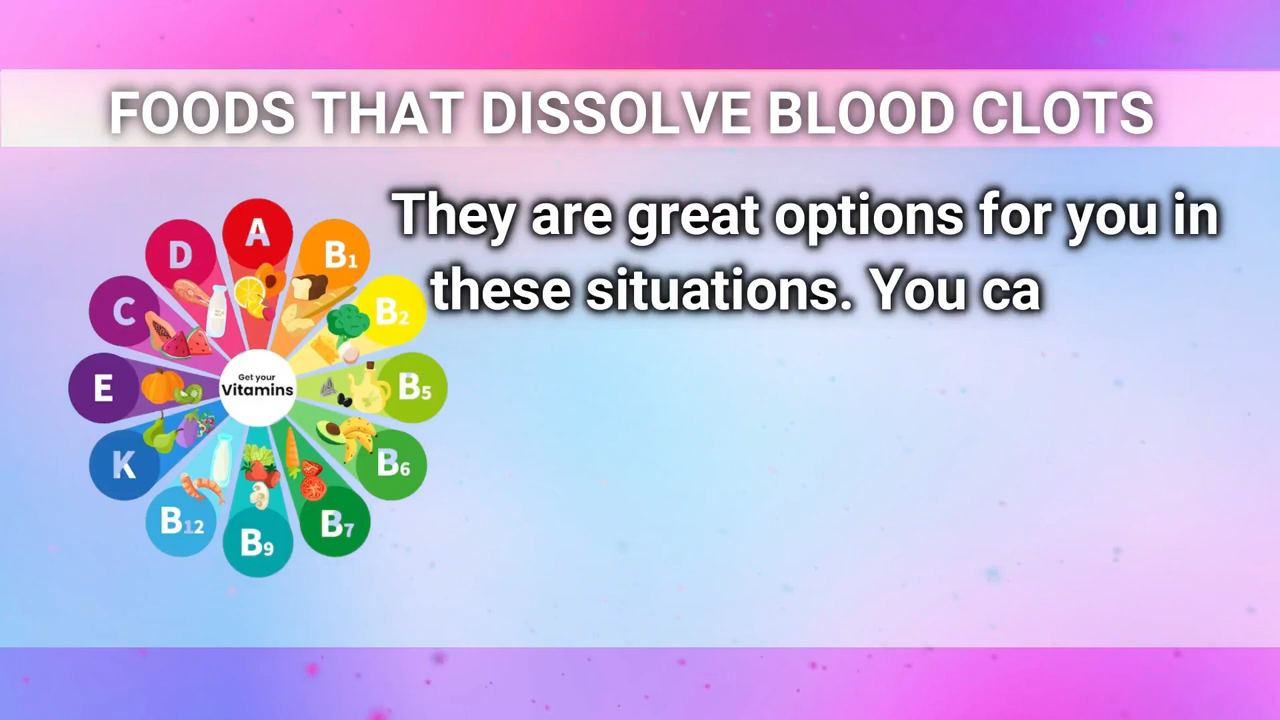 FOODS THAT DISSOLVE BLOOD CLOTS
They are great options for you in
these situations. You ca
A
B1
B2
B5
B6
B7
B9
B12
K
E
C
D
Get your
Vitamins